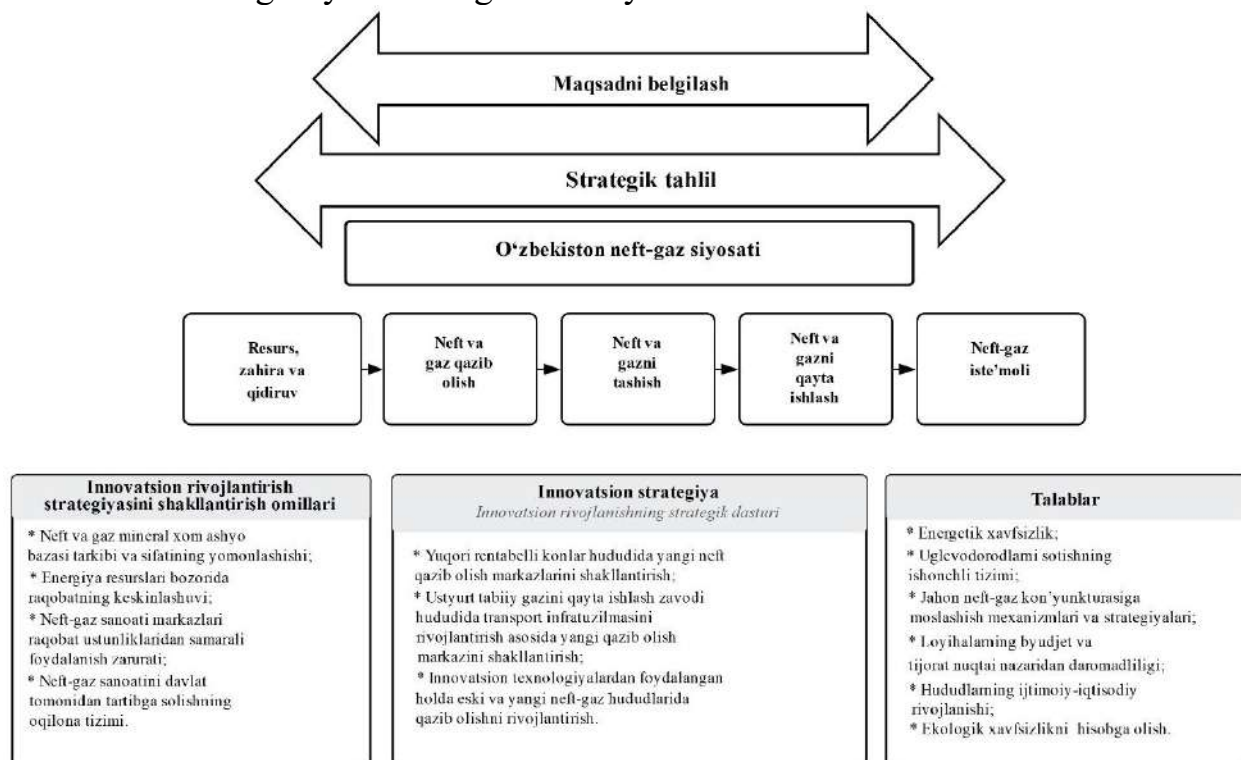 Maqsadni belgilash
Strategik tahlil
O‘zbekiston neft-gaz siyosati
Resurs,
zahira va
qidiruv
Neft va
gaz qazib
olish
Neft va
gazni
tashish
Neft va
gazni
qayta
ishlash
Neft-gaz
iste’moli
Innovatsion rivojlantirish
strategiyasini shakllantirish omillari
* Neft va gaz mineral xom ashyo
bazasi tarkibi va sifatining yomonlashishi;
* Energiya resurslari bozorida
raqobatning keskinlashuvi;
* Neft-gaz sanoati markazlari
raqobat ustunliklaridan samarali
foydalanish zarurati;
* Neft-gaz sanoatini davlat
tomonidan tartibga solishning
oqilona tizimi.
Innovatsion strategiya
Innovatsion rivojlanishning strategik dasturi
* Yuqori rentabelli konlar hududida yangi neft
qazib olish markazlarini shakllantirish;
* Ustyurt tabiiy gazini qayta ishlash zavodi
hududida transport infratuzilmasini
rivojlantirish asosida yangi qazib olish
markazini shakllantirish;
* Innovatsion texnologiyalardan foydalangan
holda eski va yangi neft-gaz hududlarida
qazib olishni rivojlantirish.
Talablar
* Energetik xavfsizlik;
* Uglevodorodlarni sotishning
ishonchli tizimi;
* Jahon neft-gaz kon’yunkturasiga
moslashish mexanizmlari va strategiyalari;
* Loyihalarning byudjet va
tijorat nuqtai nazaridan daromadliligi;
* Hududlarning ijtimoiy-iqtisodiy
rivojlanishi;
* Ekologik xavfsizlikni hisobga olish.